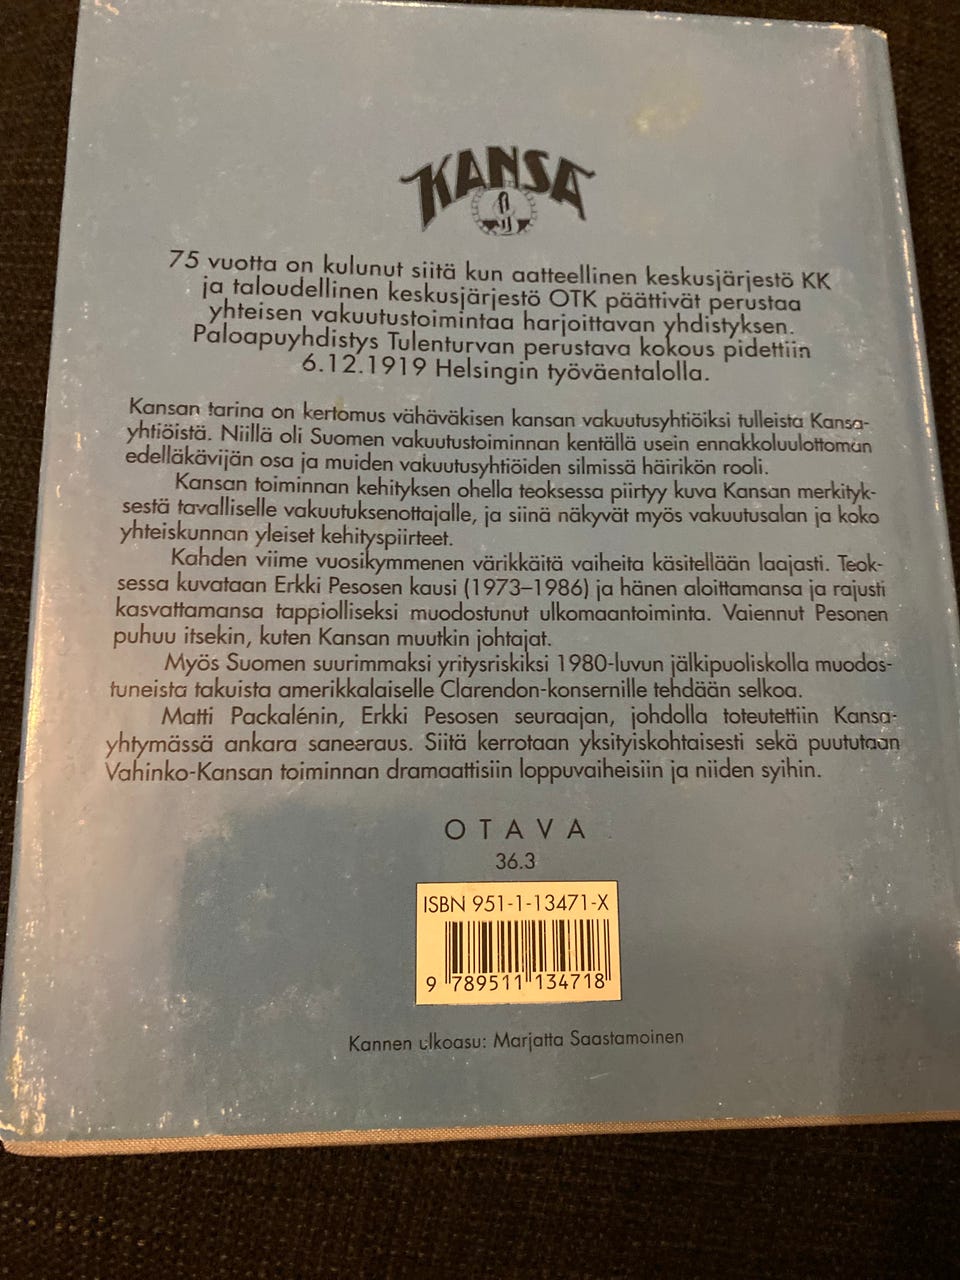 KANSA
75 vuotta on kulunut siitä kun aatteellinen keskusjärjestö KK
ja taloudellinen keskusjärjestö OTK päättivät perustaa
yhteisen vakuutustoimintaa harjoittavan yhdistyksen.
Paloapuyhdistys Tulenturvan perustava kokous pidettiin
6.12.1919 Helsingin työväentalolla.
Kansan tarina on kertomus vähäväkisen kansan vakuutusyhtiöiksi tulleista Kansa-
yhtiöistä. Niillä oli Suomen vakuutustoiminnan kentällä usein ennakkoluulottoman
edelläkävijän osa ja muiden vakuutusyhtiöiden silmissä häirikön rooli.
Kansan toiminnan kehityksen ohella teoksessa piirtyy kuva Kansan merkityk-
sestä tavalliselle vakuutuksenottajalle, ja siinä näkyvät myös vakuutusalan ja koko
yhteiskunnan yleiset kehityspiirteet.
Kahden viime vuosikymmenen värikkäitä vaiheita käsitellään laajasti. Teok-
sessa kuvataan Erkki Pesosen kausi (1973–1986) ja hänen aloittamansa ja rajusti
kasvattamansa tappiolliseksi muodostunut ulkomaantoiminta. Vaiennut Pesonen
puhuu itsekin, kuten Kansan muutkin johtajat.
Myös Suomen suurimmaksi yritysriskiksi 1980-luvun jälkipuoliskolla muodos-
tuneista takuista amerikkalaiselle Clarendon-konsernille tehdään selkoa.
Matti Packalénin, Erkki Pesosen seuraajan, johdolla toteutettiin Kansa-
yhtymässä ankara saneeraus. Siitä kerrotaan yksityiskohtaisesti sekä puututaan
Vahinko-Kansan toiminnan dramaattisiin loppuvaiheisiin ja niiden syihin.
OTAVA
36.3
ISBN 951-1-13471-X
9 789511 134718
Kannen ulkoasu: Marjatta Saastamoinen